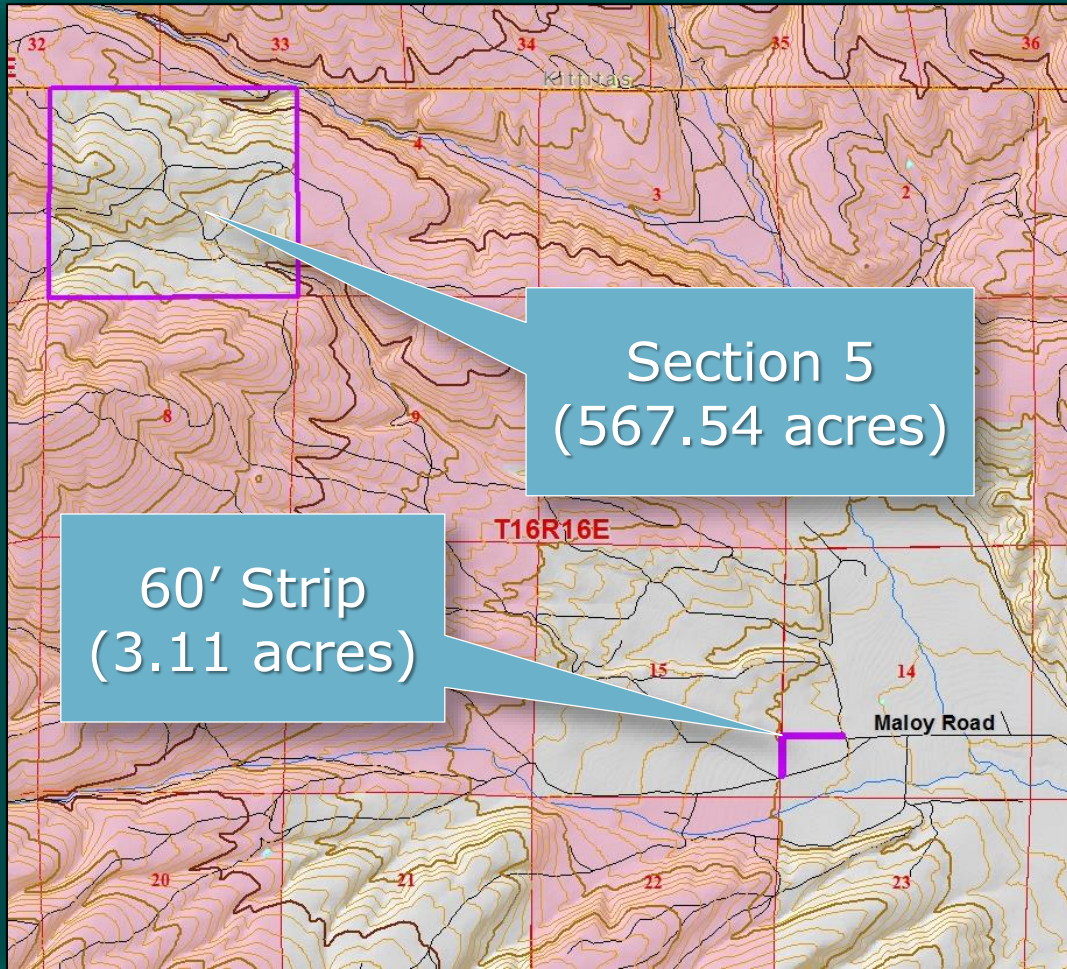 32
33
34
35
36
E
Kittitas
4
3
2
Section 5
(567.54 acres)
8
9
T16R16E
60’ Strip
(3.11 acres)
15
14
Maloy Road
20
21
22
23